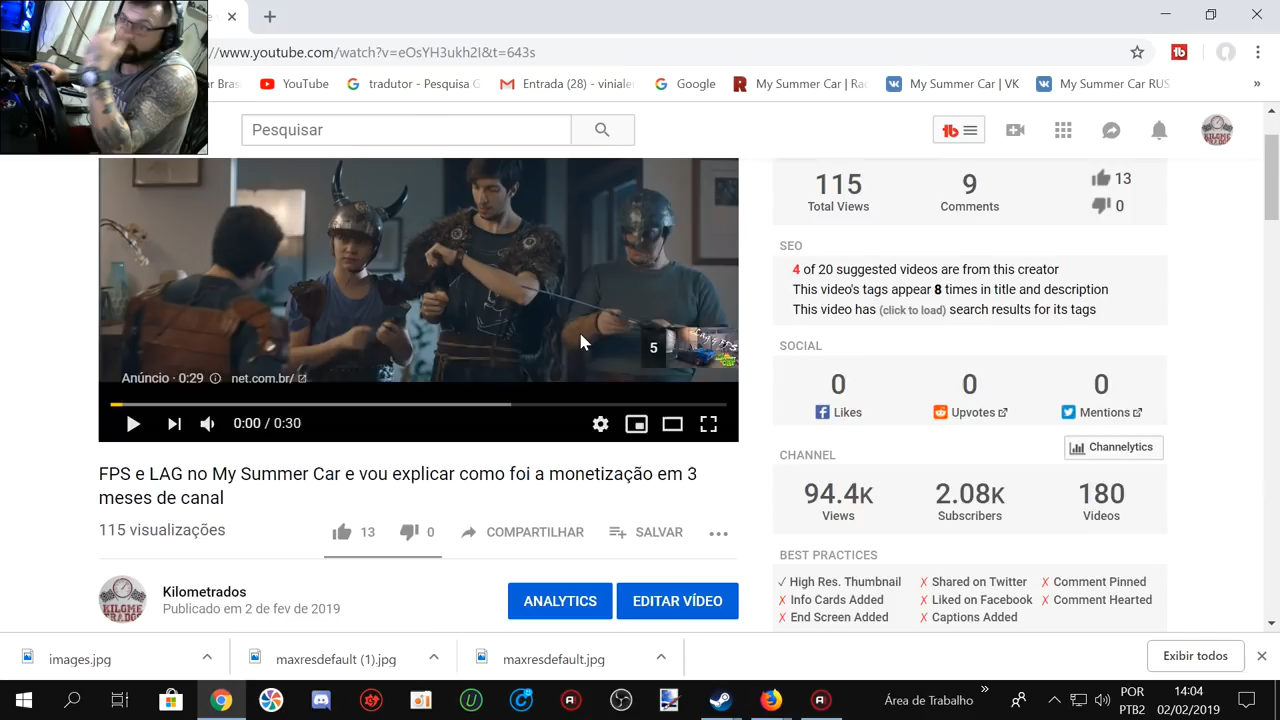 //www.youtube.com/watch?v=eOsYH3ukh2I&t=643s
YouTube
tradutor - Pesquisa G
Entrada (28) - vinialer
Google
My Summer Car | Ra
My Summer Car | VK
My Summer Car RUS
»
Pesquisar
115
Total Views
9
Comments
13
0
SEO
4 of 20 suggested videos are from this creator
This video's tags appear 8 times in title and description
This video has (click to load) search results for its tags
SOCIAL
0
Likes
0
Upvotes
0
Mentions
Channelytics
CHANNEL
94.4K
Views
2.08K
Subscribers
180
Videos
BEST PRACTICES
✓ High Res. Thumbnail
✗ Shared on Twitter
✗ Comment Pinned
✗ Info Cards Added
✗ Liked on Facebook
✗ Comment Hearted
✗ End Screen Added
✗ Captions Added
5
Anúncio · 0:29
net.com.br/
0:00 / 0:30
FPS e LAG no My Summer Car e vou explicar como foi a monetização em 3
meses de canal
115 visualizações
13
0
COMPARTILHAR
SALVAR
Kilometrados
Publicado em 2 de fev de 2019
ANALYTICS
EDITAR VÍDEO
images.jpg
maxresdefault (1).jpg
maxresdefault.jpg
Exibir todos
Área de Trabalho
»
POR
PTB2
14:04
02/02/2019